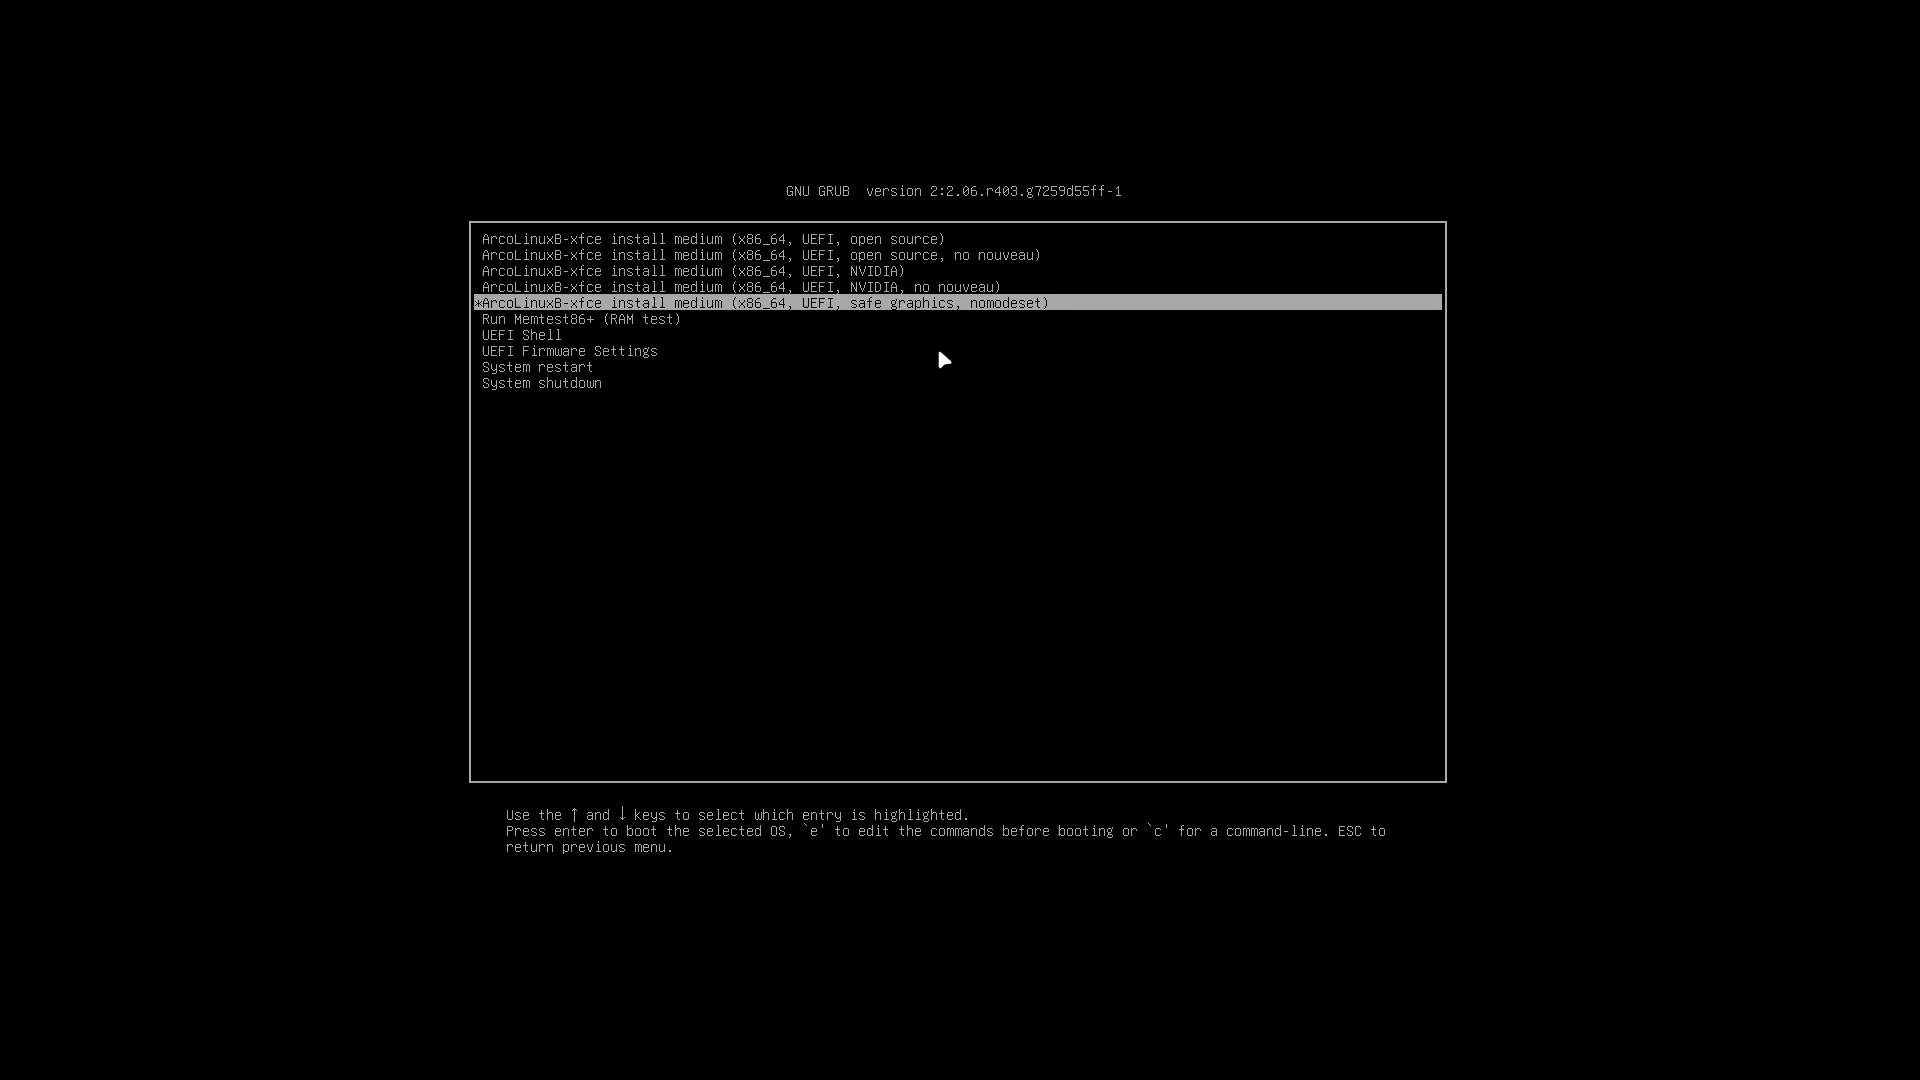 GNU GRUB  version 2:2.06.r403.g7259d55ff-1
ArcoLinuxB-xfce install medium (x86_64, UEFI, open source)
ArcoLinuxB-xfce install medium (x86_64, UEFI, open source, no nouveau)
ArcoLinuxB-xfce install medium (x86_64, UEFI, NVIDIA)
ArcoLinuxB-xfce install medium (x86_64, UEFI, NVIDIA, no nouveau)
*ArcoLinuxB-xfce install medium (x86_64, UEFI, safe graphics, nomodeset)
Run Memtest86+ (RAM test)
UEFI Shell
UEFI Firmware Settings
System restart
System shutdown
Use the ↑ and ↓ keys to select which entry is highlighted.
Press enter to boot the selected OS, `e' to edit the commands before booting or `c' for a command-line. ESC to
return previous menu.